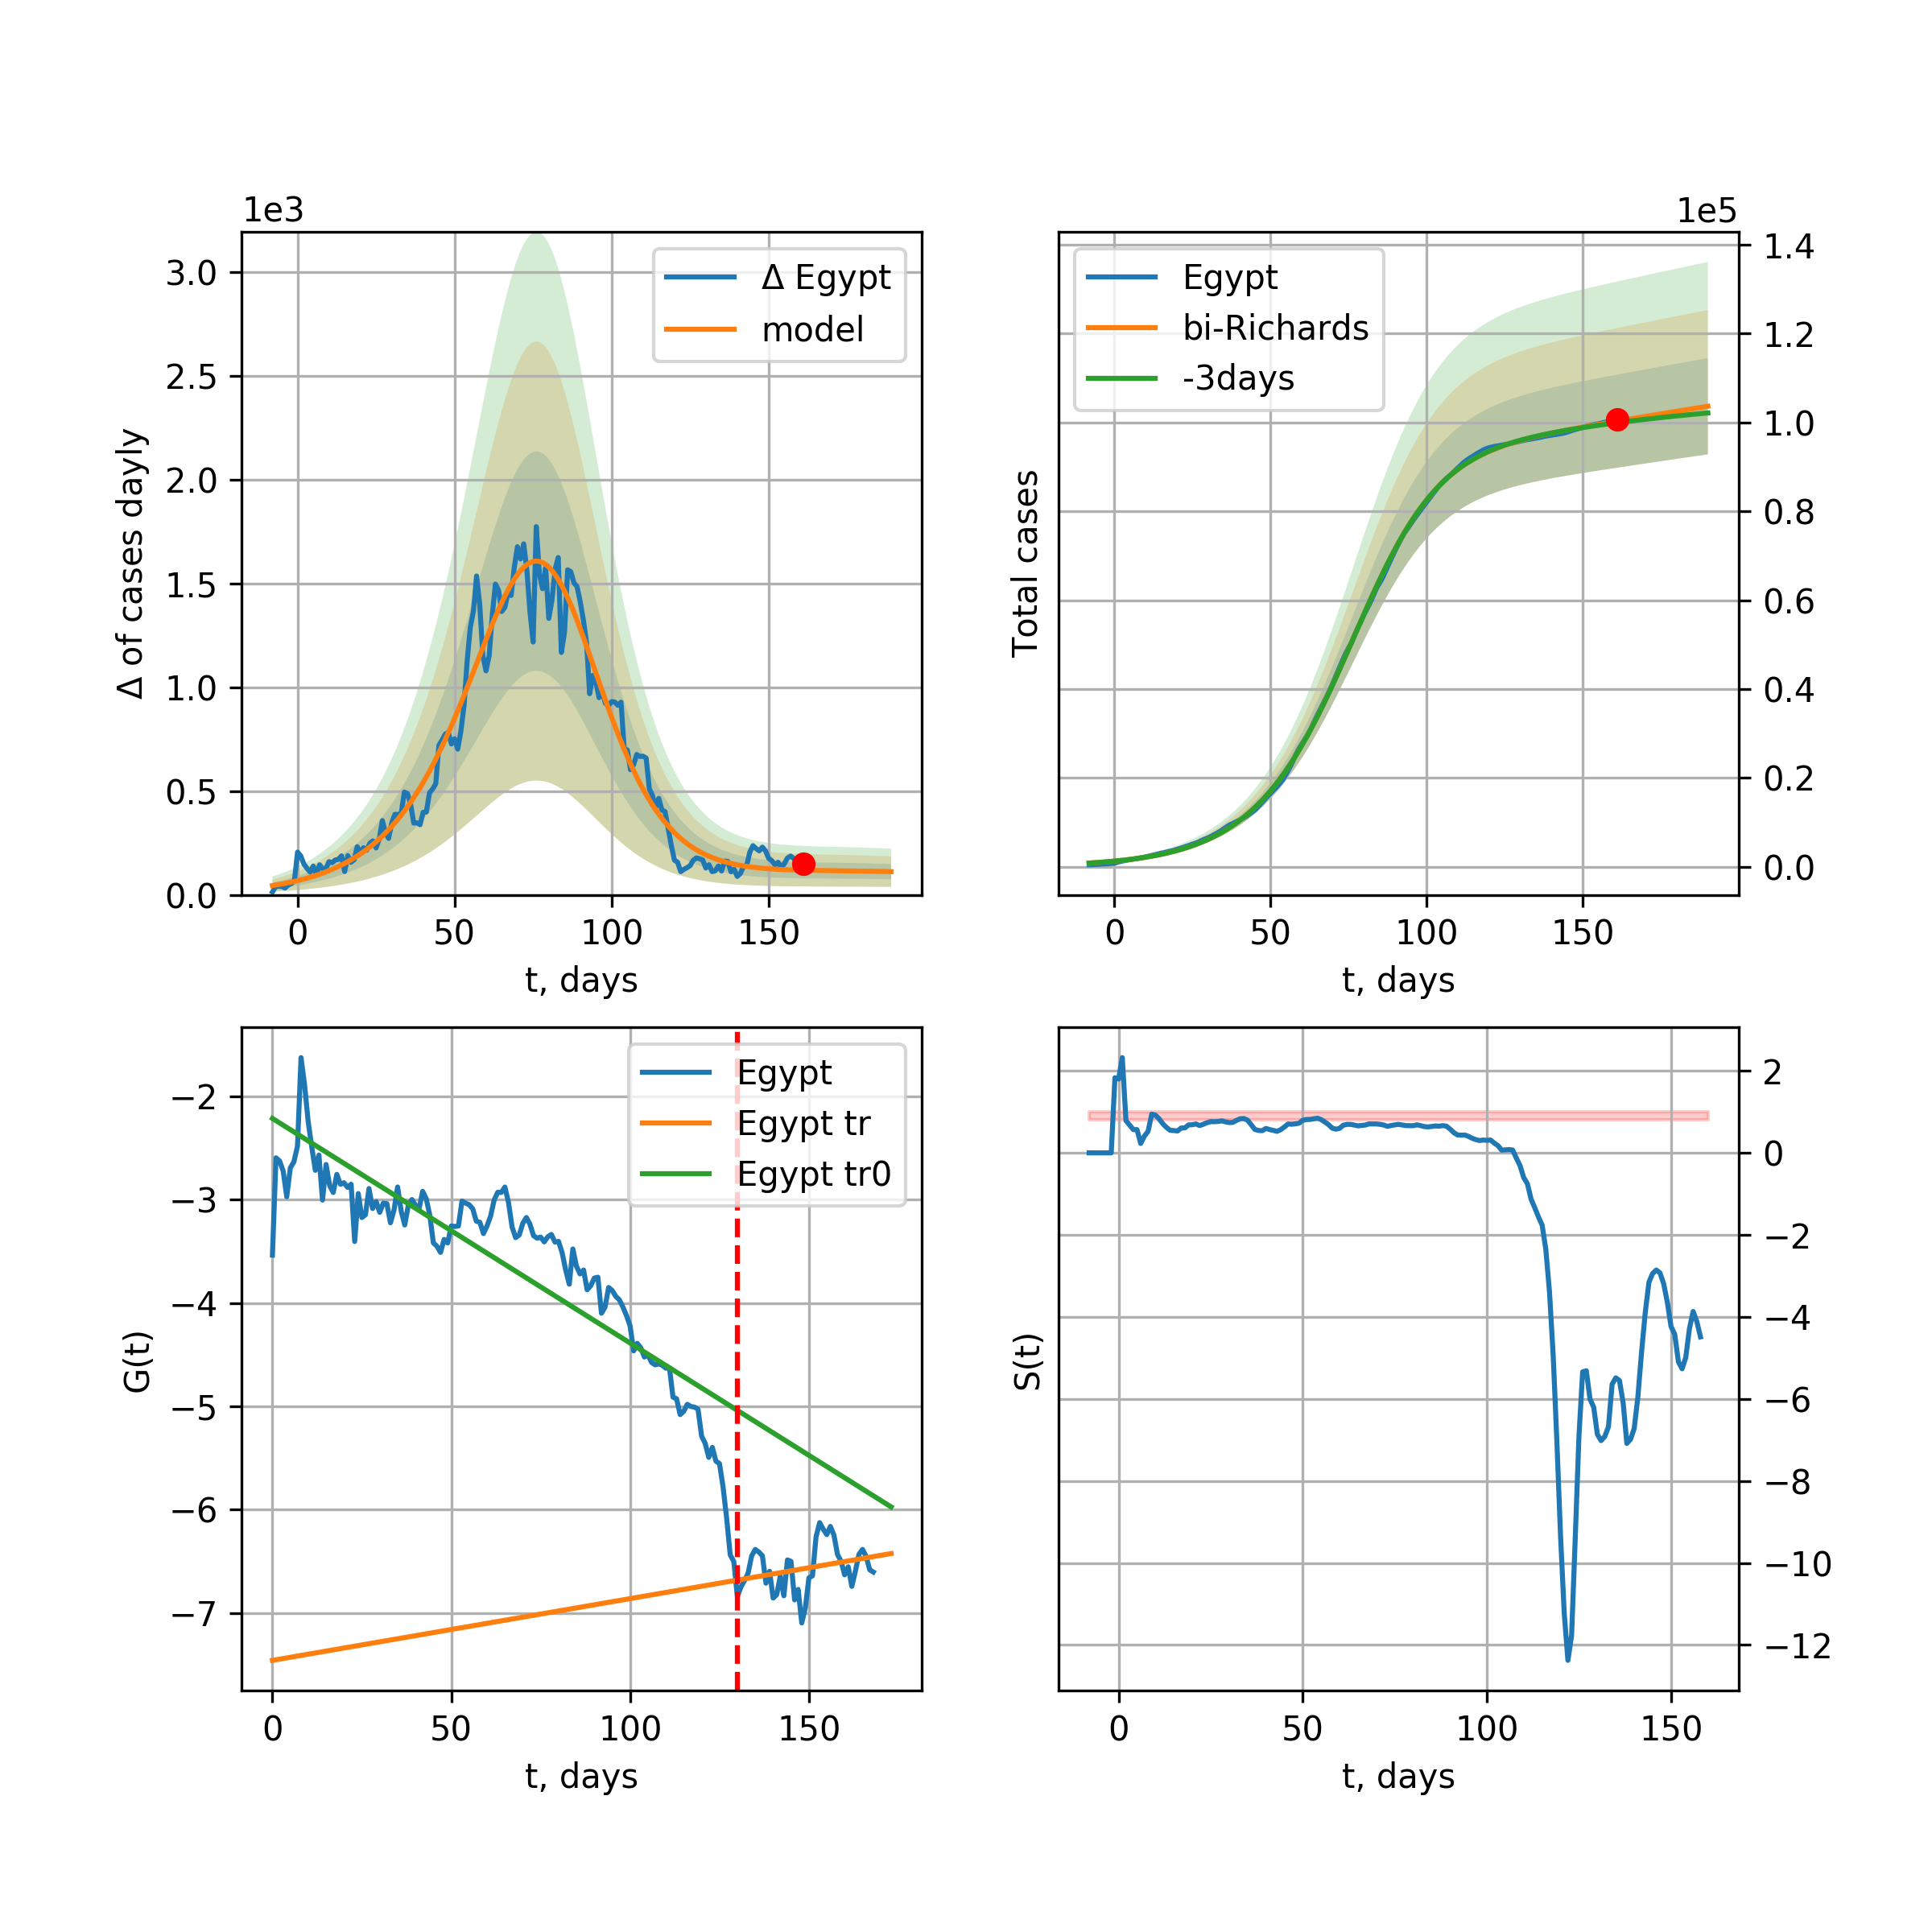 1e3
3.0
2.5
2.0
1.5
1.0
0.5
0.0
Δ of cases dayly
Δ Egypt
model
0 50 100 150
t, days
1e5
1.4
1.2
1.0
0.8
0.6
0.4
0.2
0.0
Total cases
Egypt
bi-Richards
-3days
0 50 100 150
t, days
−2
−3
−4
−5
−6
−7
G(t)
Egypt
Egypt tr
Egypt tr0
0 50 100 150
t, days
2
0
−2
−4
−6
−8
−10
−12
S(t)
0 50 100 150
t, days